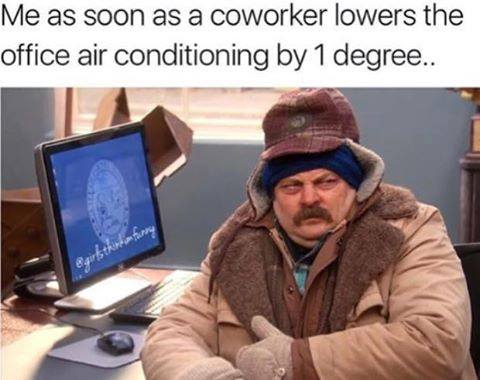 Me as soon as a coworker lowers the
office air conditioning by 1 degree..
@girlsthinkimfunny